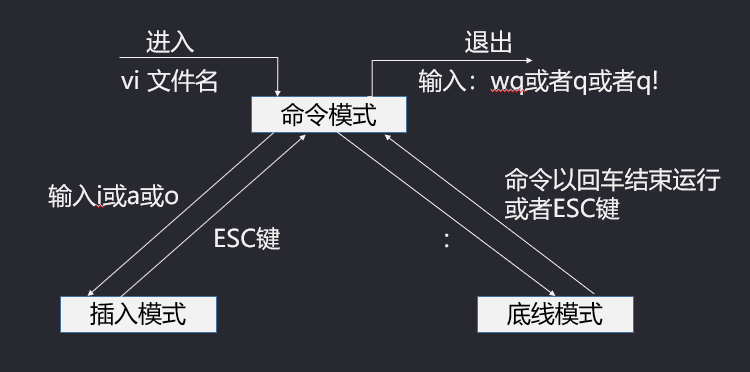 进入
vi 文件名
退出
输入：wq或者q或者q!
命令模式
输入i或a或o
ESC键
:
命令以回车结束运行
或者ESC键
插入模式
底线模式